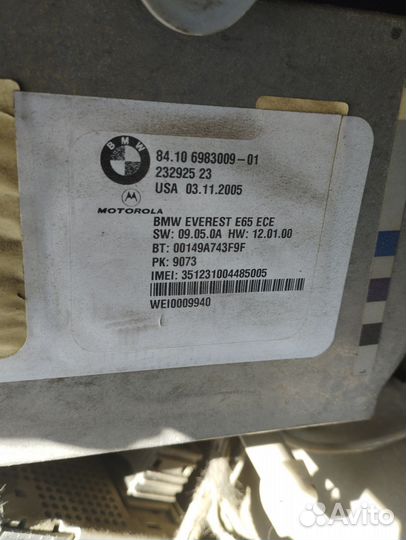 BMW
84.10 6983009-01
232925 23
USA 03.11.2005
MOTOROLA
BMW EVEREST E65 ECE
SW: 09.05.0A HW: 12.01.00
BT: 00149A743F9F
PK: 9073
IMEI: 351231004485005
WEI0009940
Avito